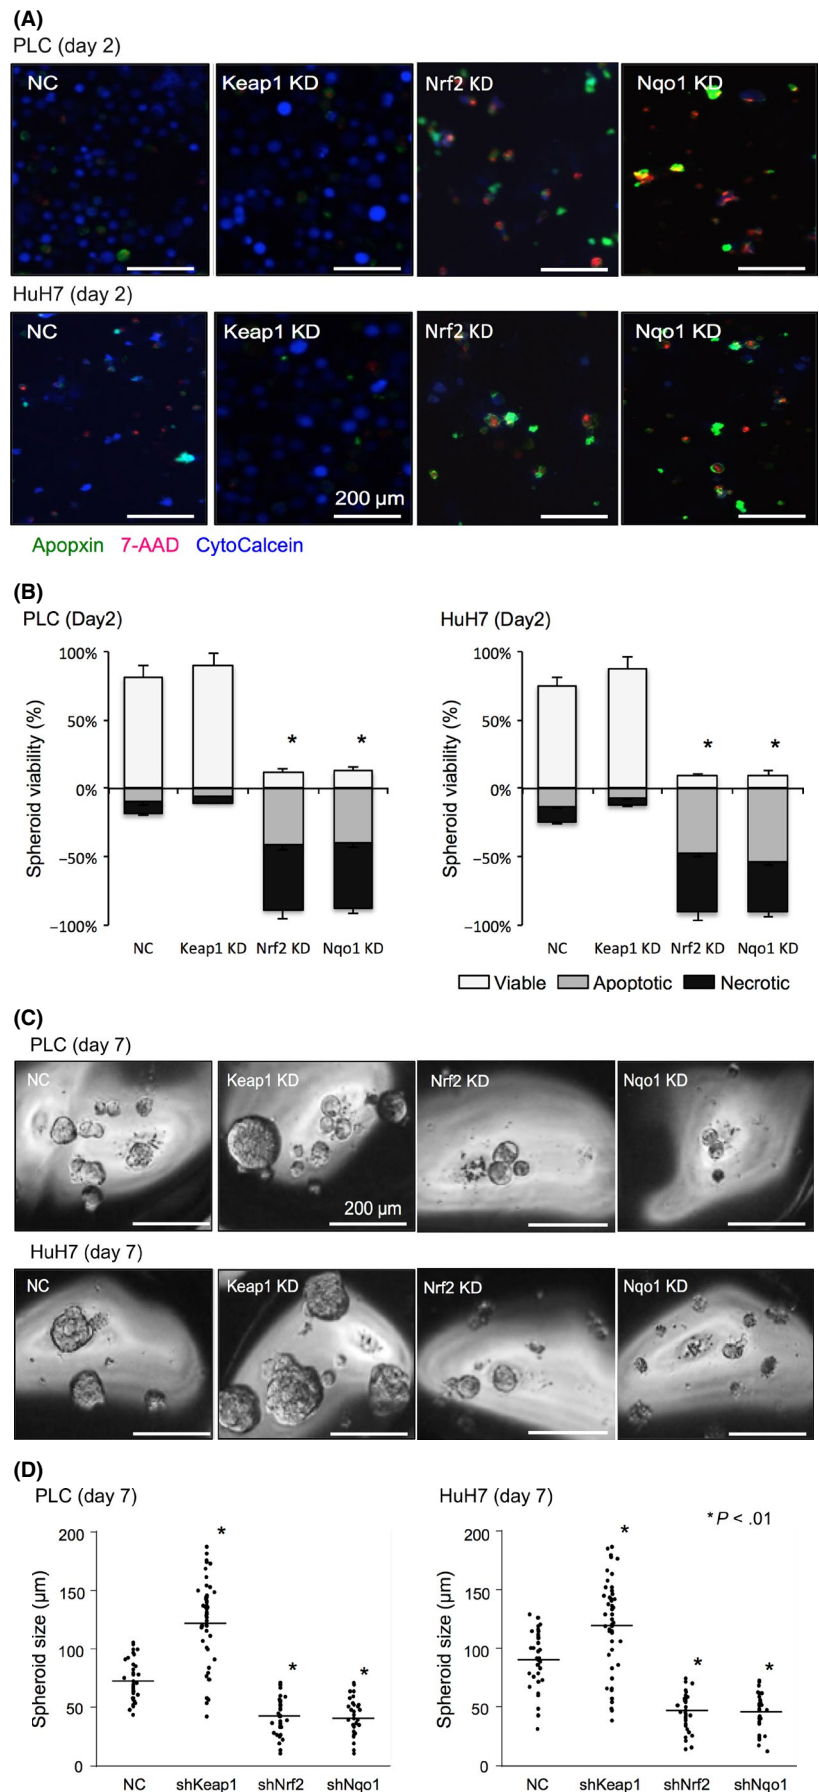 (A)
PLC (day 2)
NC Keap1 KD Nrf2 KD Nqo1 KD
HuH7 (day 2)
NC Keap1 KD Nrf2 KD Nqo1 KD
200 µm
Apopxin 7-AAD CytoCalcein
(B)
PLC (Day2) HuH7 (Day2)
Spheroid viability (%) Spheroid viability (%)
100% 100%
50% 50%
* * * *
0% 0%
−50% −50%
−100% −100%
NC Keap1 KD Nrf2 KD Nqo1 KD NC Keap1 KD Nrf2 KD Nqo1 KD
Viable Apoptotic Necrotic
(C)
PLC (day 7)
NC Keap1 KD Nrf2 KD Nqo1 KD
200 µm
HuH7 (day 7)
NC Keap1 KD Nrf2 KD Nqo1 KD
(D)
PLC (day 7) HuH7 (day 7)
* P < .01
Spheroid size (µm) Spheroid size (µm)
200 * 200 *
150 150
100 100
* * * *
50 50
0 0
NC shKeap1 shNrf2 shNqo1 NC shKeap1 shNrf2 shNqo1